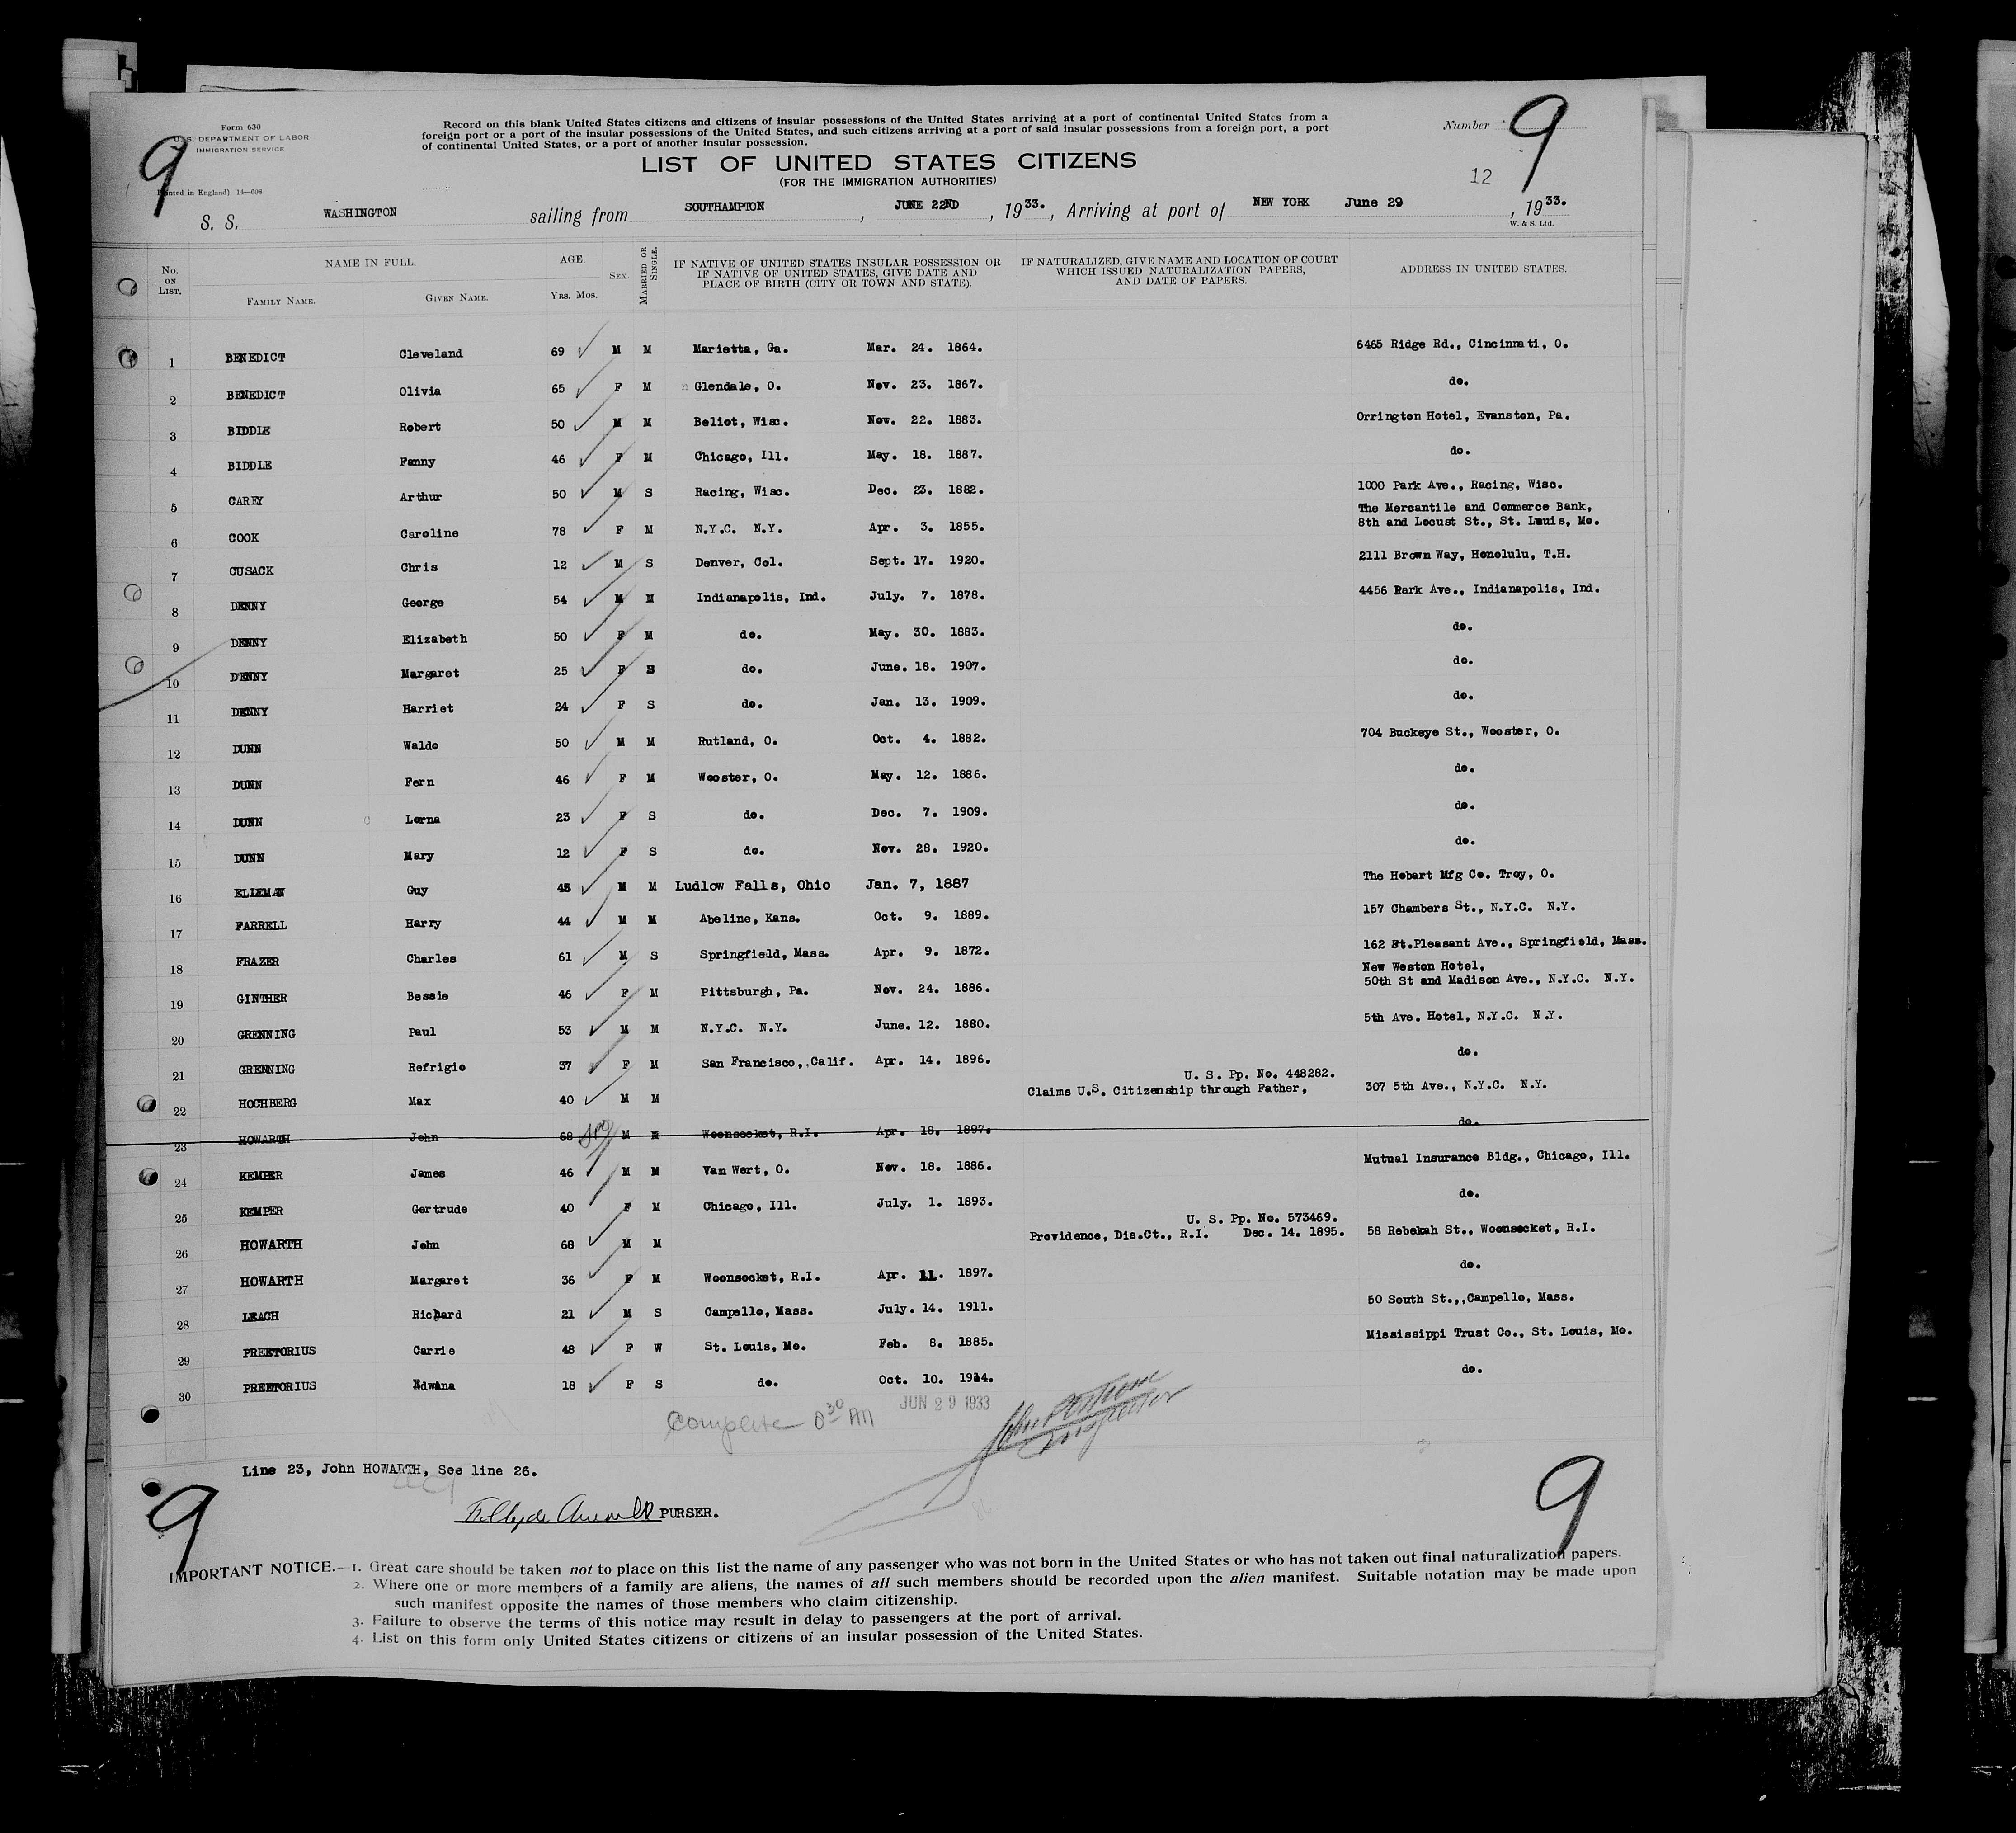 Form 630
U.S. DEPARTMENT OF LABOR
IMMIGRATION SERVICE
(Printed in England) 14—608
Record on this blank United States citizens and citizens of insular possessions of the United States arriving at a port of continental United States from a
foreign port or a port of the insular possessions of the United States, and such citizens arriving at a port of said insular possessions from a foreign port, a port
of continental United States, or a port of another insular possession.
LIST OF UNITED STATES CITIZENS
(FOR THE IMMIGRATION AUTHORITIES)
Number
9
9
12
S. S. WASHINGTON sailing from SOUTHAMPTON, JUNE 22ND, 1933., Arriving at port of NEW YORK June 29, 1933.
W. & S. Ltd.
No. ON LIST. NAME IN FULL. FAMILY NAME. GIVEN NAME. AGE. YRS. MOS. SEX. MARRIED OR SINGLE. IF NATIVE OF UNITED STATES INSULAR POSSESSION OR IF NATIVE OF UNITED STATES, GIVE DATE AND PLACE OF BIRTH (CITY OR TOWN AND STATE). IF NATURALIZED, GIVE NAME AND LOCATION OF COURT WHICH ISSUED NATURALIZATION PAPERS, AND DATE OF PAPERS. ADDRESS IN UNITED STATES.
1 BENEDICT Cleveland 69 M M Marietta, Ga. Mar. 24. 1864. 6465 Ridge Rd., Cincinnati, O.
2 BENEDICT Olivia 65 F M Glendale, O. Nov. 23. 1867. do.
3 BIDDLE Robert 50 M M Beliot, Wisc. Nov. 22. 1883. Orrington Hotel, Evanston, Pa.
4 BIDDLE Fanny 46 F M Chicago, Ill. May. 18. 1887. do.
5 CAREY Arthur 50 M S Racing, Wisc. Dec. 23. 1882. 1000 Park Ave., Racing, Wisc.
6 COOK Caroline 78 F M N.Y.C. N.Y. Apr. 3. 1855. The Mercantile and Commerce Bank, 8th and Locust St., St. Louis, Mo.
7 CUSACK Chris 12 M S Denver, Col. Sept. 17. 1920. 2111 Brown Way, Honolulu, T.H.
8 DENNY George 54 M M Indianapolis, Ind. July. 7. 1878. 4456 Park Ave., Indianapolis, Ind.
9 DENNY Elizabeth 50 F M do. May. 30. 1883. do.
10 DENNY Margaret 25 F S do. June. 18. 1907. do.
11 DENNY Harriet 24 F S do. Jan. 13. 1909. do.
12 DUNN Waldo 50 M M Rutland, O. Oct. 4. 1882. 704 Buckeye St., Wooster, O.
13 DUNN Fern 46 F M Wooster, O. May. 12. 1886. do.
14 DUNN Lorna 23 F S do. Dec. 7. 1909. do.
15 DUNN Mary 12 F S do. Nov. 28. 1920. do.
16 ELLEMAN Guy 45 M M Ludlow Falls, Ohio Jan. 7, 1887 The Hobart Mfg Co. Troy, O.
17 FARRELL Harry 44 M M Abeline, Kans. Oct. 9. 1889. 157 Chambers St., N.Y.C. N.Y.
18 FRAZER Charles 61 M S Springfield, Mass. Apr. 9. 1872. 162 St.Pleasant Ave., Springfield, Mass.
19 GINTHER Bessie 46 F M Pittsburgh, Pa. Nov. 24. 1886. New Weston Hotel, 50th St and Madison Ave., N.Y.C. N.Y.
20 GRENNING Paul 53 M M N.Y.C. N.Y. June. 12. 1880. 5th Ave. Hotel, N.Y.C. N.Y.
21 GRENNING Refrigio 37 F M San Francisco,.Calif. Apr. 14. 1896. do.
22 HOCHBERG Max 40 M M U. S. Pp. No. 448282. Claims U.S. Citizenship through Father, 307 5th Ave., N.Y.C. N.Y.
23 HOWARTH John 68 M M Woonsocket, R.I. Apr. 18. 1897. do.
24 KEMPER James 46 M M Van Wert, O. Nov. 18. 1886. Mutual Insurance Bldg., Chicago, Ill.
25 KEMPER Gertrude 40 F M Chicago, Ill. July. 1. 1893. do.
26 HOWARTH John 68 M M U. S. Pp. No. 573469. Providence, Dis.Ct., R.I. Dec. 14. 1895. 58 Rebekah St., Woonsocket, R.I.
27 HOWARTH Margaret 36 F M Woonsocket, R.I. Apr. 11. 1897. do.
28 LEACH Richard 21 M S Campello, Mass. July. 14. 1911. 50 South St.,,Campello, Mass.
29 PREETORIUS Carrie 48 F W St. Louis, Mo. Feb. 8. 1885. Mississippi Trust Co., St. Louis, Mo.
30 PREETORIUS Edwina 18 F S do. Oct. 10. 1914. do.
Complete
JUN 29 1933
Inspector
Line 23, John HOWARTH, See line 26.
PURSER.
9
9
IMPORTANT NOTICE.—1. Great care should be taken not to place on this list the name of any passenger who was not born in the United States or who has not taken out final naturalization papers.
2. Where one or more members of a family are aliens, the names of all such members should be recorded upon the alien manifest. Suitable notation may be made upon
such manifest opposite the names of those members who claim citizenship.
3. Failure to observe the terms of this notice may result in delay to passengers at the port of arrival.
4. List on this form only United States citizens or citizens of an insular possession of the United States.